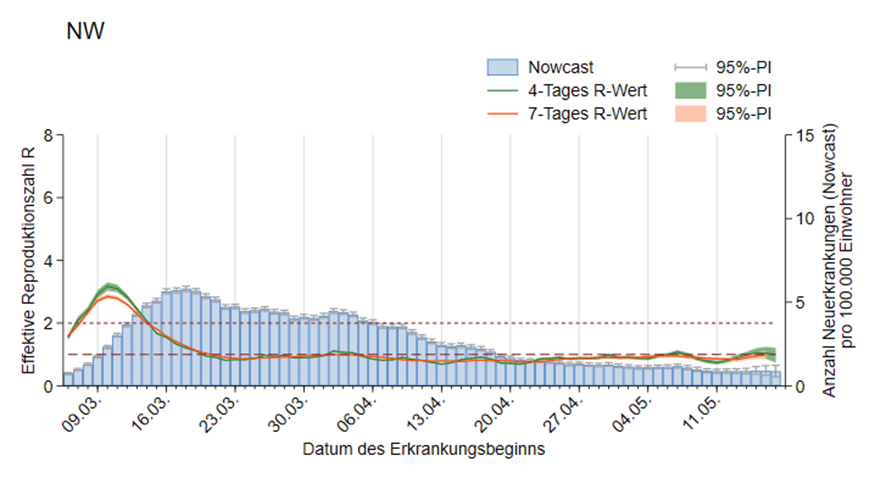 NW
Nowcast
95%-PI
4-Tages R-Wert
95%-PI
7-Tages R-Wert
95%-PI
Effektive Reproduktionszahl R
8
6
4
2
0
15
10
5
0
Anzahl Neuerkrankungen (Nowcast)
pro 100.000 Einwohner
09.03.
16.03.
23.03.
30.03.
06.04.
13.04.
20.04.
27.04.
04.05.
11.05.
Datum des Erkrankungsbeginns